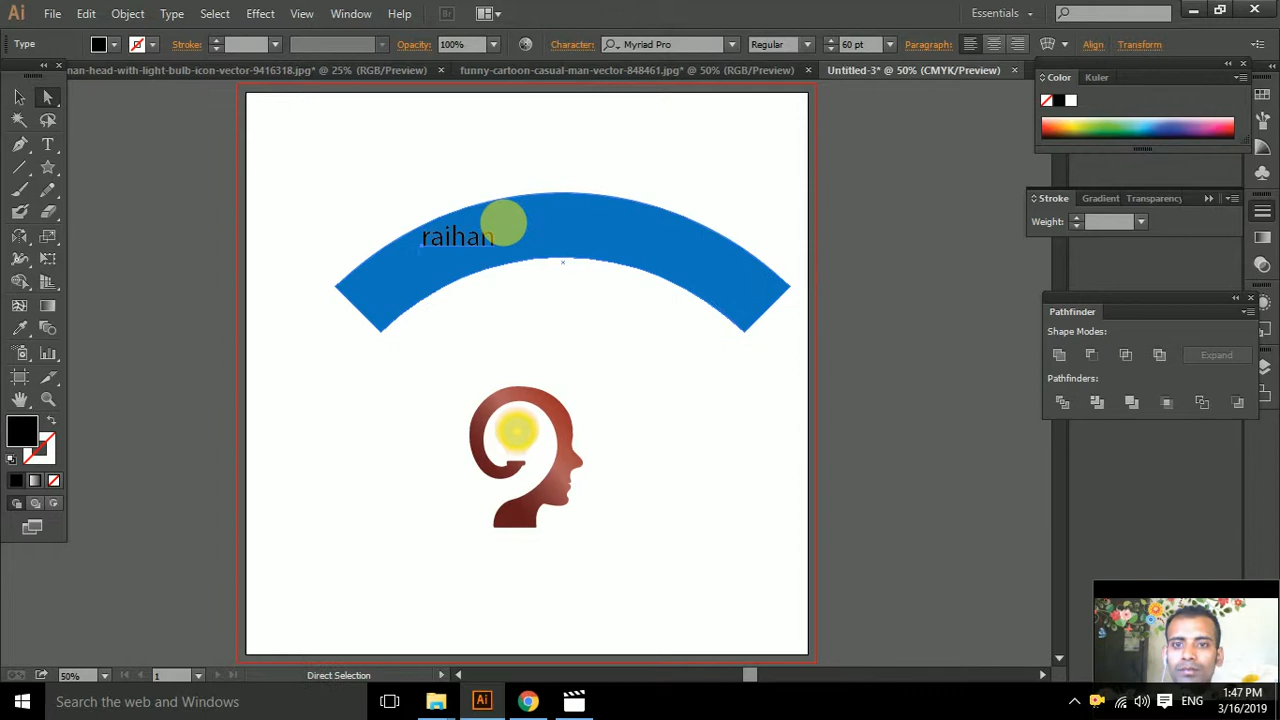 Ai File Edit Object Type Select Effect View Window Help Br Essentials
Type Stroke: Opacity: 100% Character: Myriad Pro Regular 60 pt Paragraph: Align Transform
man-head-with-light-bulb-icon-vector-9416318.jpg* @ 25% (RGB/Preview) × funny-cartoon-casual-man-vector-848461.jpg* @ 50% (RGB/Preview) × Untitled-3* @ 50% (CMYK/Preview) ×
Color Kuler
Stroke Gradient Transparency
Weight:
raihan
Pathfinder
Shape Modes:
Expand
Pathfinders:
50% 1 Direct Selection
Search the web and Windows Ai ENG 1:47 PM
3/16/2019